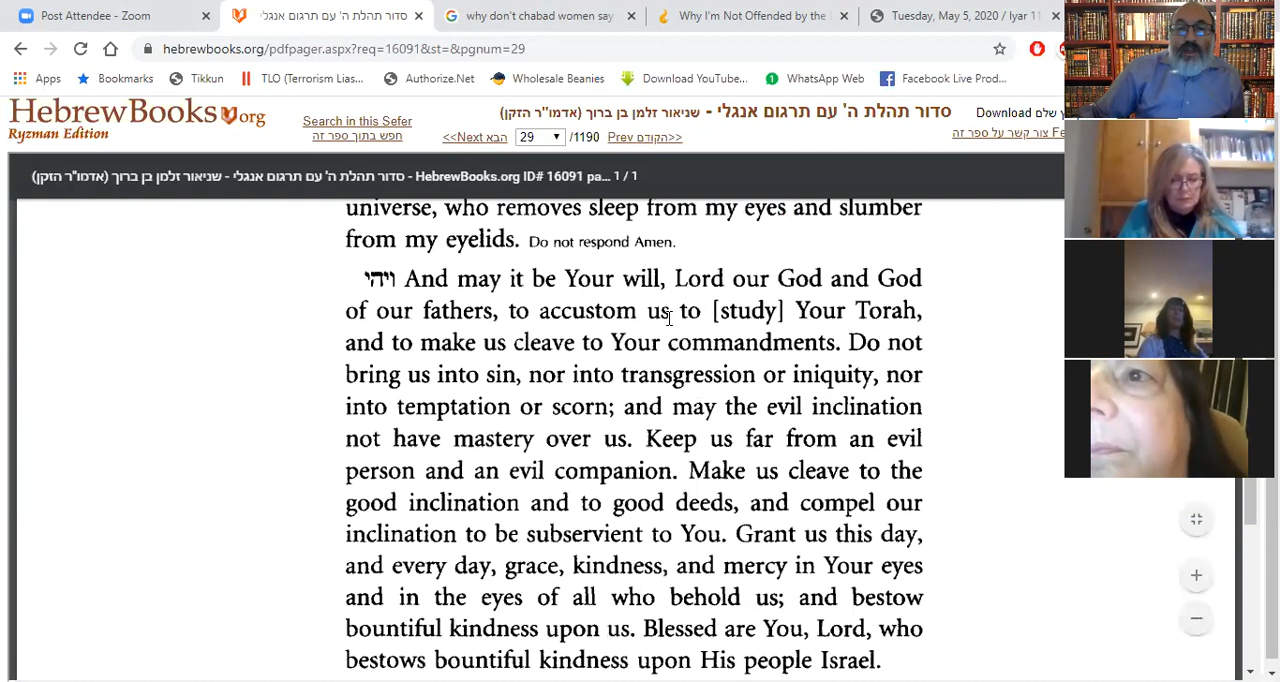 Post Attendee - Zoom
סדור תהלת ה' עם תרגום אנגלי
why don't chabad women say
Why I'm Not Offended by the
Tuesday, May 5, 2020 / Iyar 11
hebrewbooks.org/pdfpager.aspx?req=16091&st=&pgnum=29
Apps
Bookmarks
Tikkun
TLO (Terrorism Lias...
Authorize.Net
Wholesale Beanies
Download YouTube...
WhatsApp Web
Facebook Live Prod...
HebrewBooks.org
Ryzman Edition
Search in this Sefer
חפש בתוך ספר זה
סדור תהלת ה' עם תרגום אנגלי - שניאור זלמן בן ברוך (אדמו"ר הזקן)
<<Next הבא 29 /1190 Prev הקודם>>
Download ץ שלם
צור קשר על ספר זה Fe
סדור תהלת ה' עם תרגום אנגלי - שניאור זלמן בן ברוך (אדמו"ר הזקן) - HebrewBooks.org ID# 16091 pa... 1 / 1
universe, who removes sleep from my eyes and slumber
from my eyelids. Do not respond Amen.
ויהי And may it be Your will, Lord our God and God
of our fathers, to accustom us to [study] Your Torah,
and to make us cleave to Your commandments. Do not
bring us into sin, nor into transgression or iniquity, nor
into temptation or scorn; and may the evil inclination
not have mastery over us. Keep us far from an evil
person and an evil companion. Make us cleave to the
good inclination and to good deeds, and compel our
inclination to be subservient to You. Grant us this day,
and every day, grace, kindness, and mercy in Your eyes
and in the eyes of all who behold us; and bestow
bountiful kindness upon us. Blessed are You, Lord, who
bestows bountiful kindness upon His people Israel.